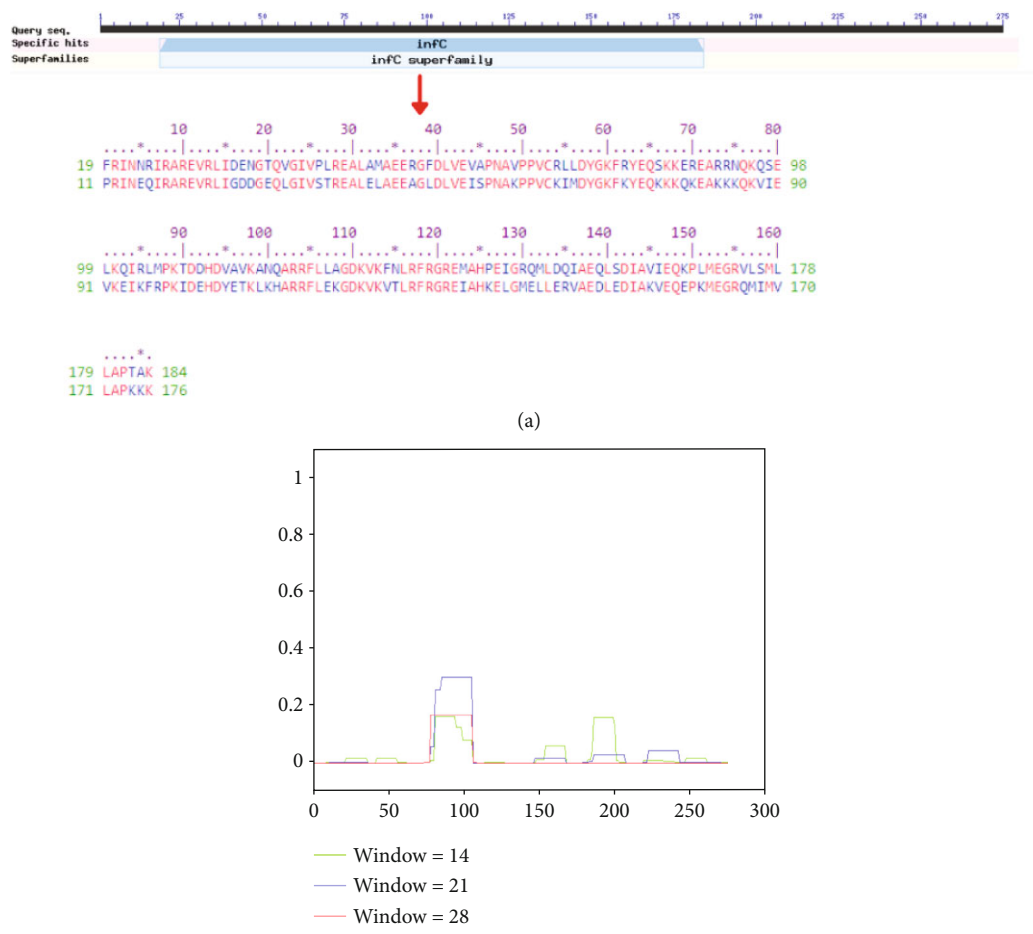 1 25 50 75 100 125 150 175 200 225 250 275
Query seq.
Specific hits infC
Superfamilies infC superfamily
10 20 30 40 50 60 70 80
....*....|....*....|....*....|....*....|....*....|....*....|....*....|....*....|
19 FRINNRIRAREVRLIDENGTQVGIVPLREALAMAEERGFDLVEVAPNAVPPVCRLLDYGKFRYEQSKKEREARRNQKQSE 98
11 PRINEQIRAREVRLIGDDGEQLGIVSTREALELAEEAGLDLVEISPNAKPPVCKIMDYGKFKYEQKKKQKEAKKKQKVIE 90
90 100 110 120 130 140 150 160
....*....|....*....|....*....|....*....|....*....|....*....|....*....|....*....|
99 LKQIRLMPKTDDHDVAVKANQARRFLLAGDKVKFNLRFRGREMAHPEIGRQMLDQIAEQLSDIAVIEQKPLMEGRVLSML 178
91 VKEIKFRPKIDEHDYETKLKHARRFLEKGDKVKVTLRFRGREIAHKELGMELLERVAEDLEDIAKVEQEPKMEGRQMIMV 170
....*.
179 LAPTAK 184
171 LAPKKK 176
(a)
1
0.8
0.6
0.4
0.2
0
0 50 100 150 200 250 300
Window = 14
Window = 21
Window = 28